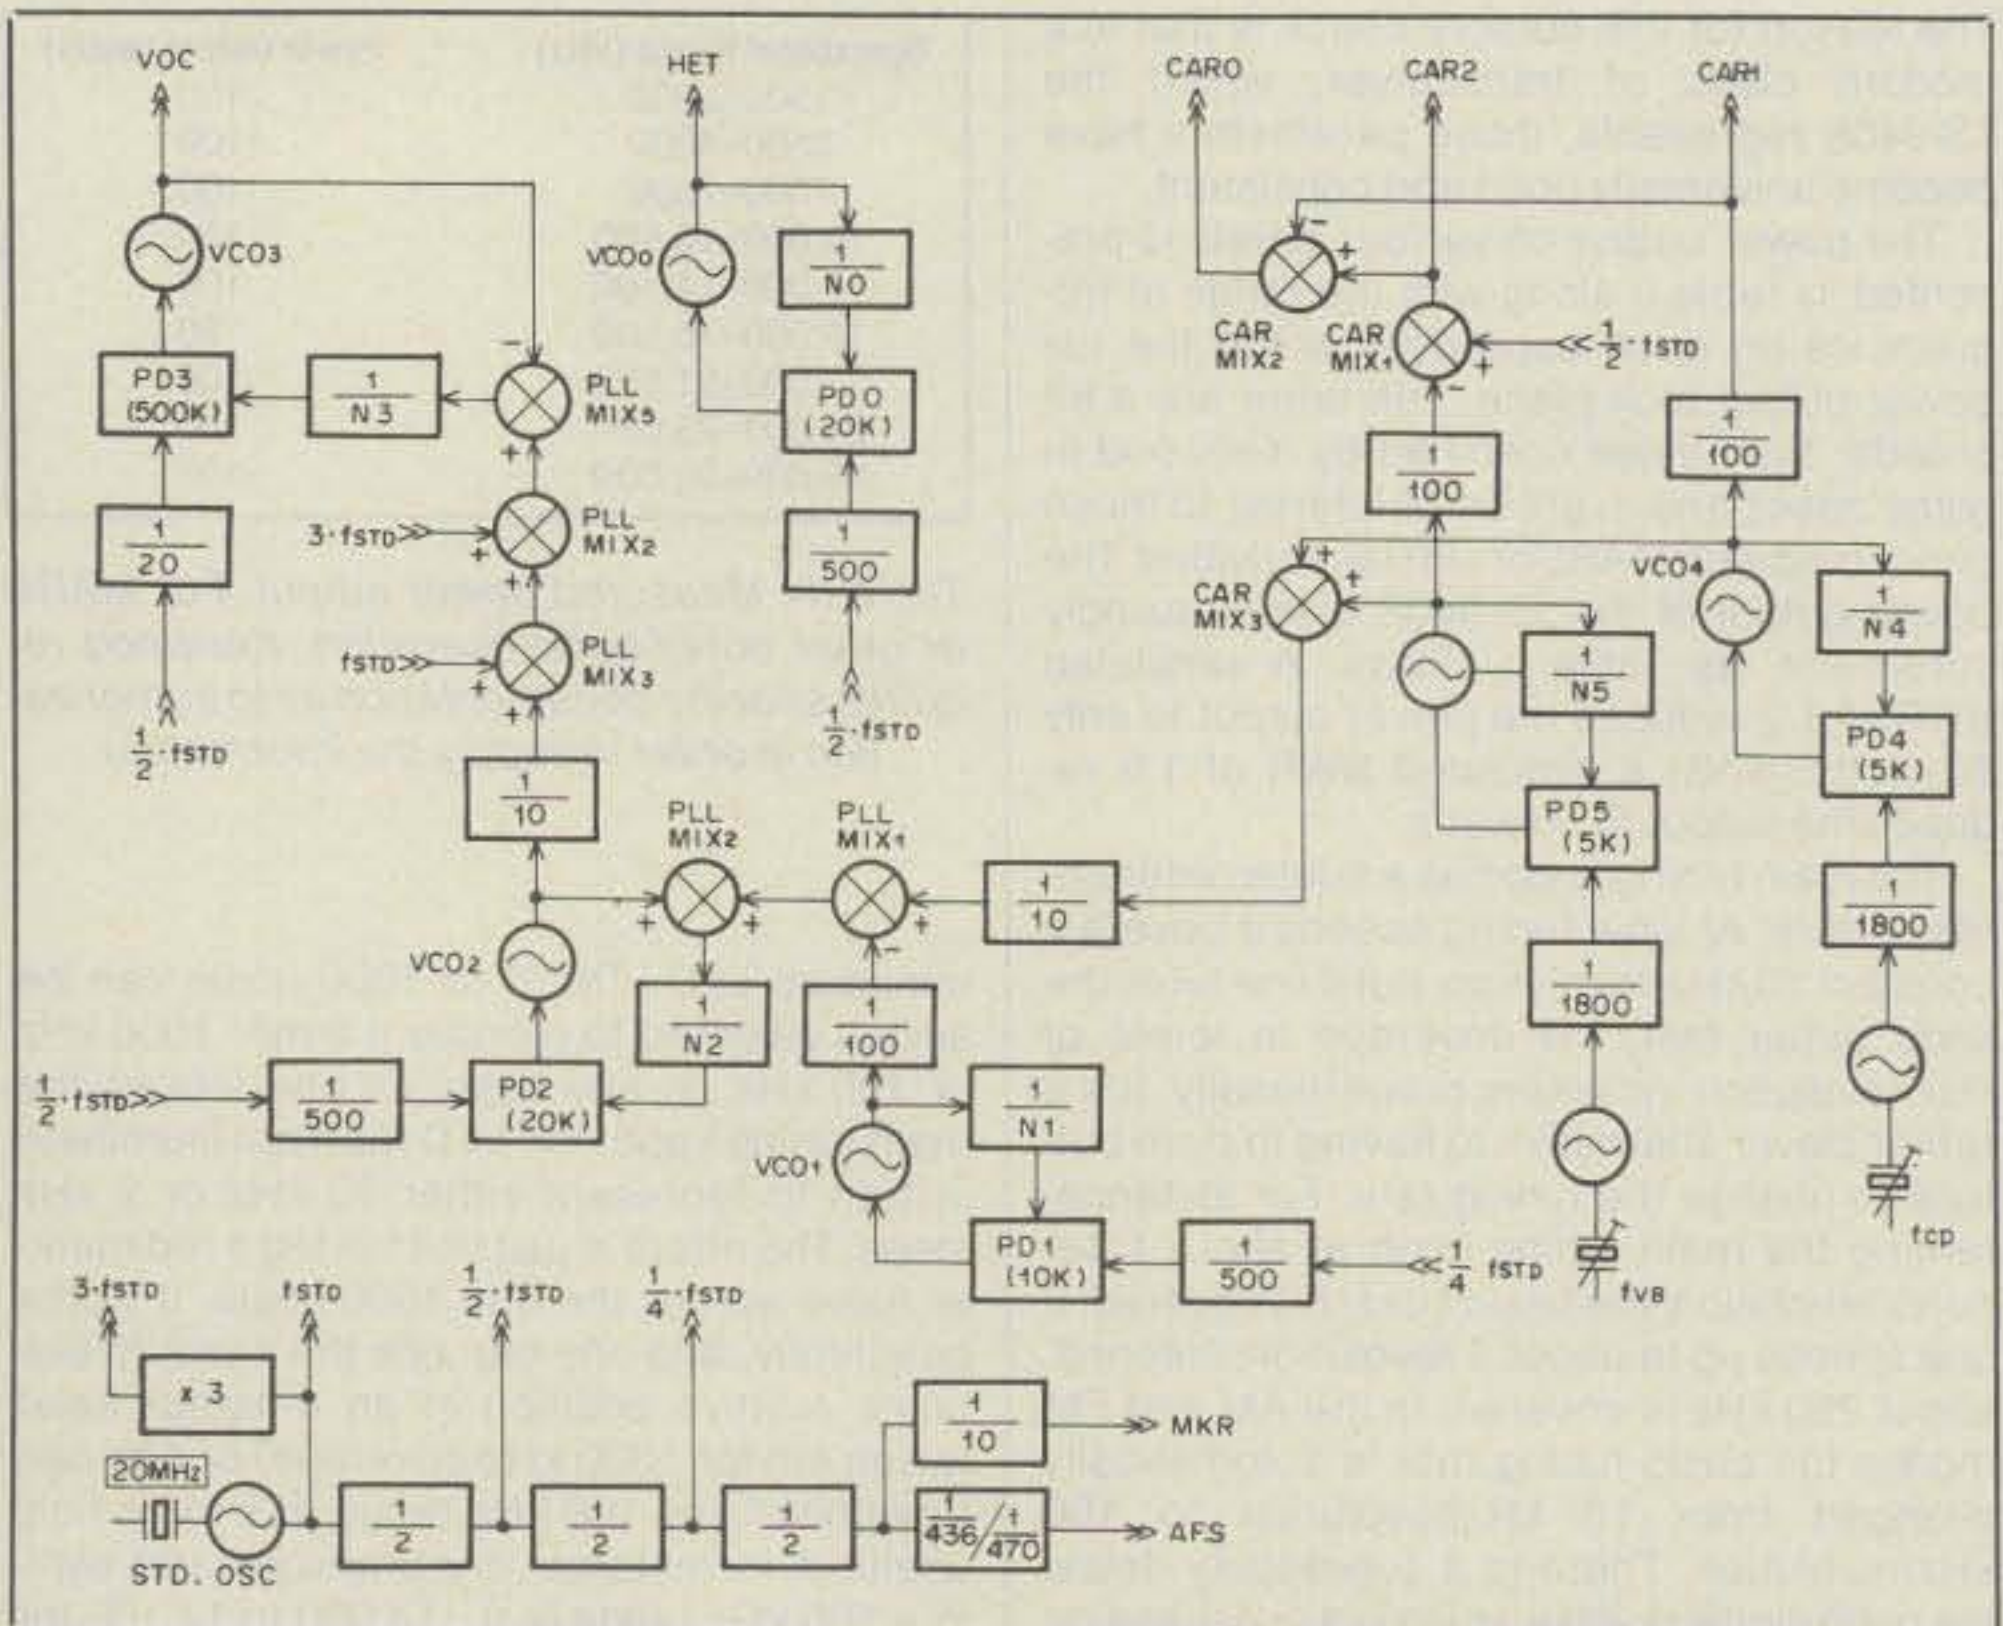 VOC
HET
CAR0
CAR2
CAR1
VCO3
VCO0
1/N0
-
+
CAR MIX2
CAR MIX1
+
-
1/2·fSTD
PD3 (500K)
1/N3
-
+
PLL MIX5
PD0 (20K)
1/100
1/100
1/20
3·fSTD
+
+
PLL MIX2
1/500
+
+
CAR MIX3
VCO4
1/N4
fSTD
+
+
PLL MIX3
1/N5
1/2·fSTD
1/2·fSTD
PD4 (5K)
1/10
PD5 (5K)
PLL MIX2
PLL MIX1
+
+
+
-
1/10
1/1800
VCO2
1/N2
1/100
1/1800
1/2·fSTD
1/500
PD2 (20K)
1/N1
VCO1
PD1 (10K)
1/500
1/4 fSTD
fVB
fCP
3·fSTD
fSTD
1/2·fSTD
1/4·fSTD
x 3
1/10
MKR
20MHz
1/2
1/2
1/2
1/436/1/470
AFS
STD. OSC